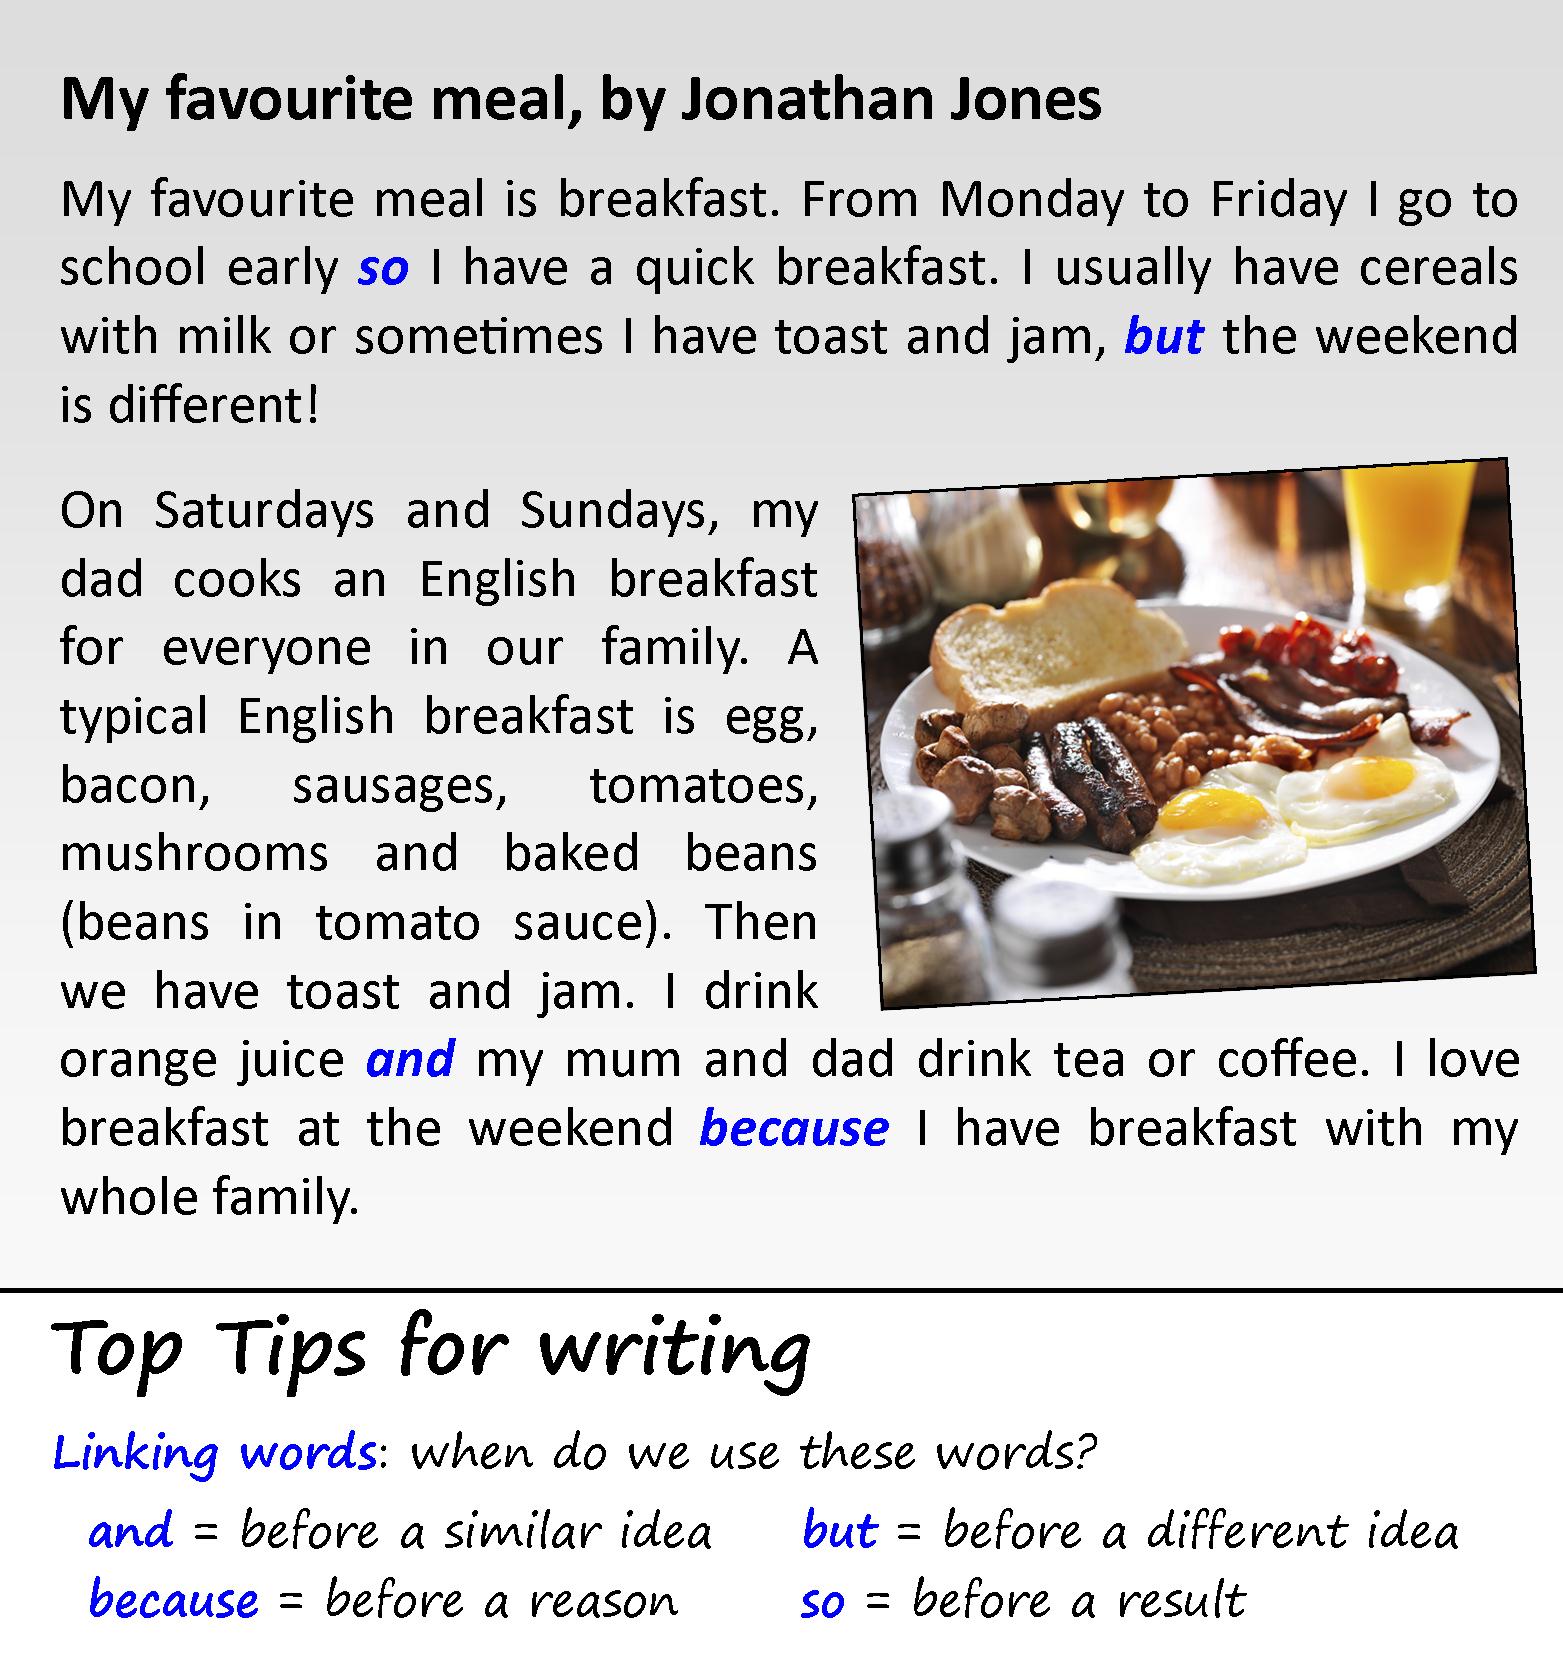 My favourite meal, by Jonathan Jones
My favourite meal is breakfast. From Monday to Friday I go to
school early so I have a quick breakfast. I usually have cereals
with milk or sometimes I have toast and jam, but the weekend
is different!
On Saturdays and Sundays, my
dad cooks an English breakfast
for everyone in our family. A
typical English breakfast is egg,
bacon, sausages, tomatoes,
mushrooms and baked beans
(beans in tomato sauce). Then
we have toast and jam. I drink
orange juice and my mum and dad drink tea or coffee. I love
breakfast at the weekend because I have breakfast with my
whole family.
Top Tips for writing
Linking words: when do we use these words?
and = before a similar idea but = before a different idea
because = before a reason so = before a result